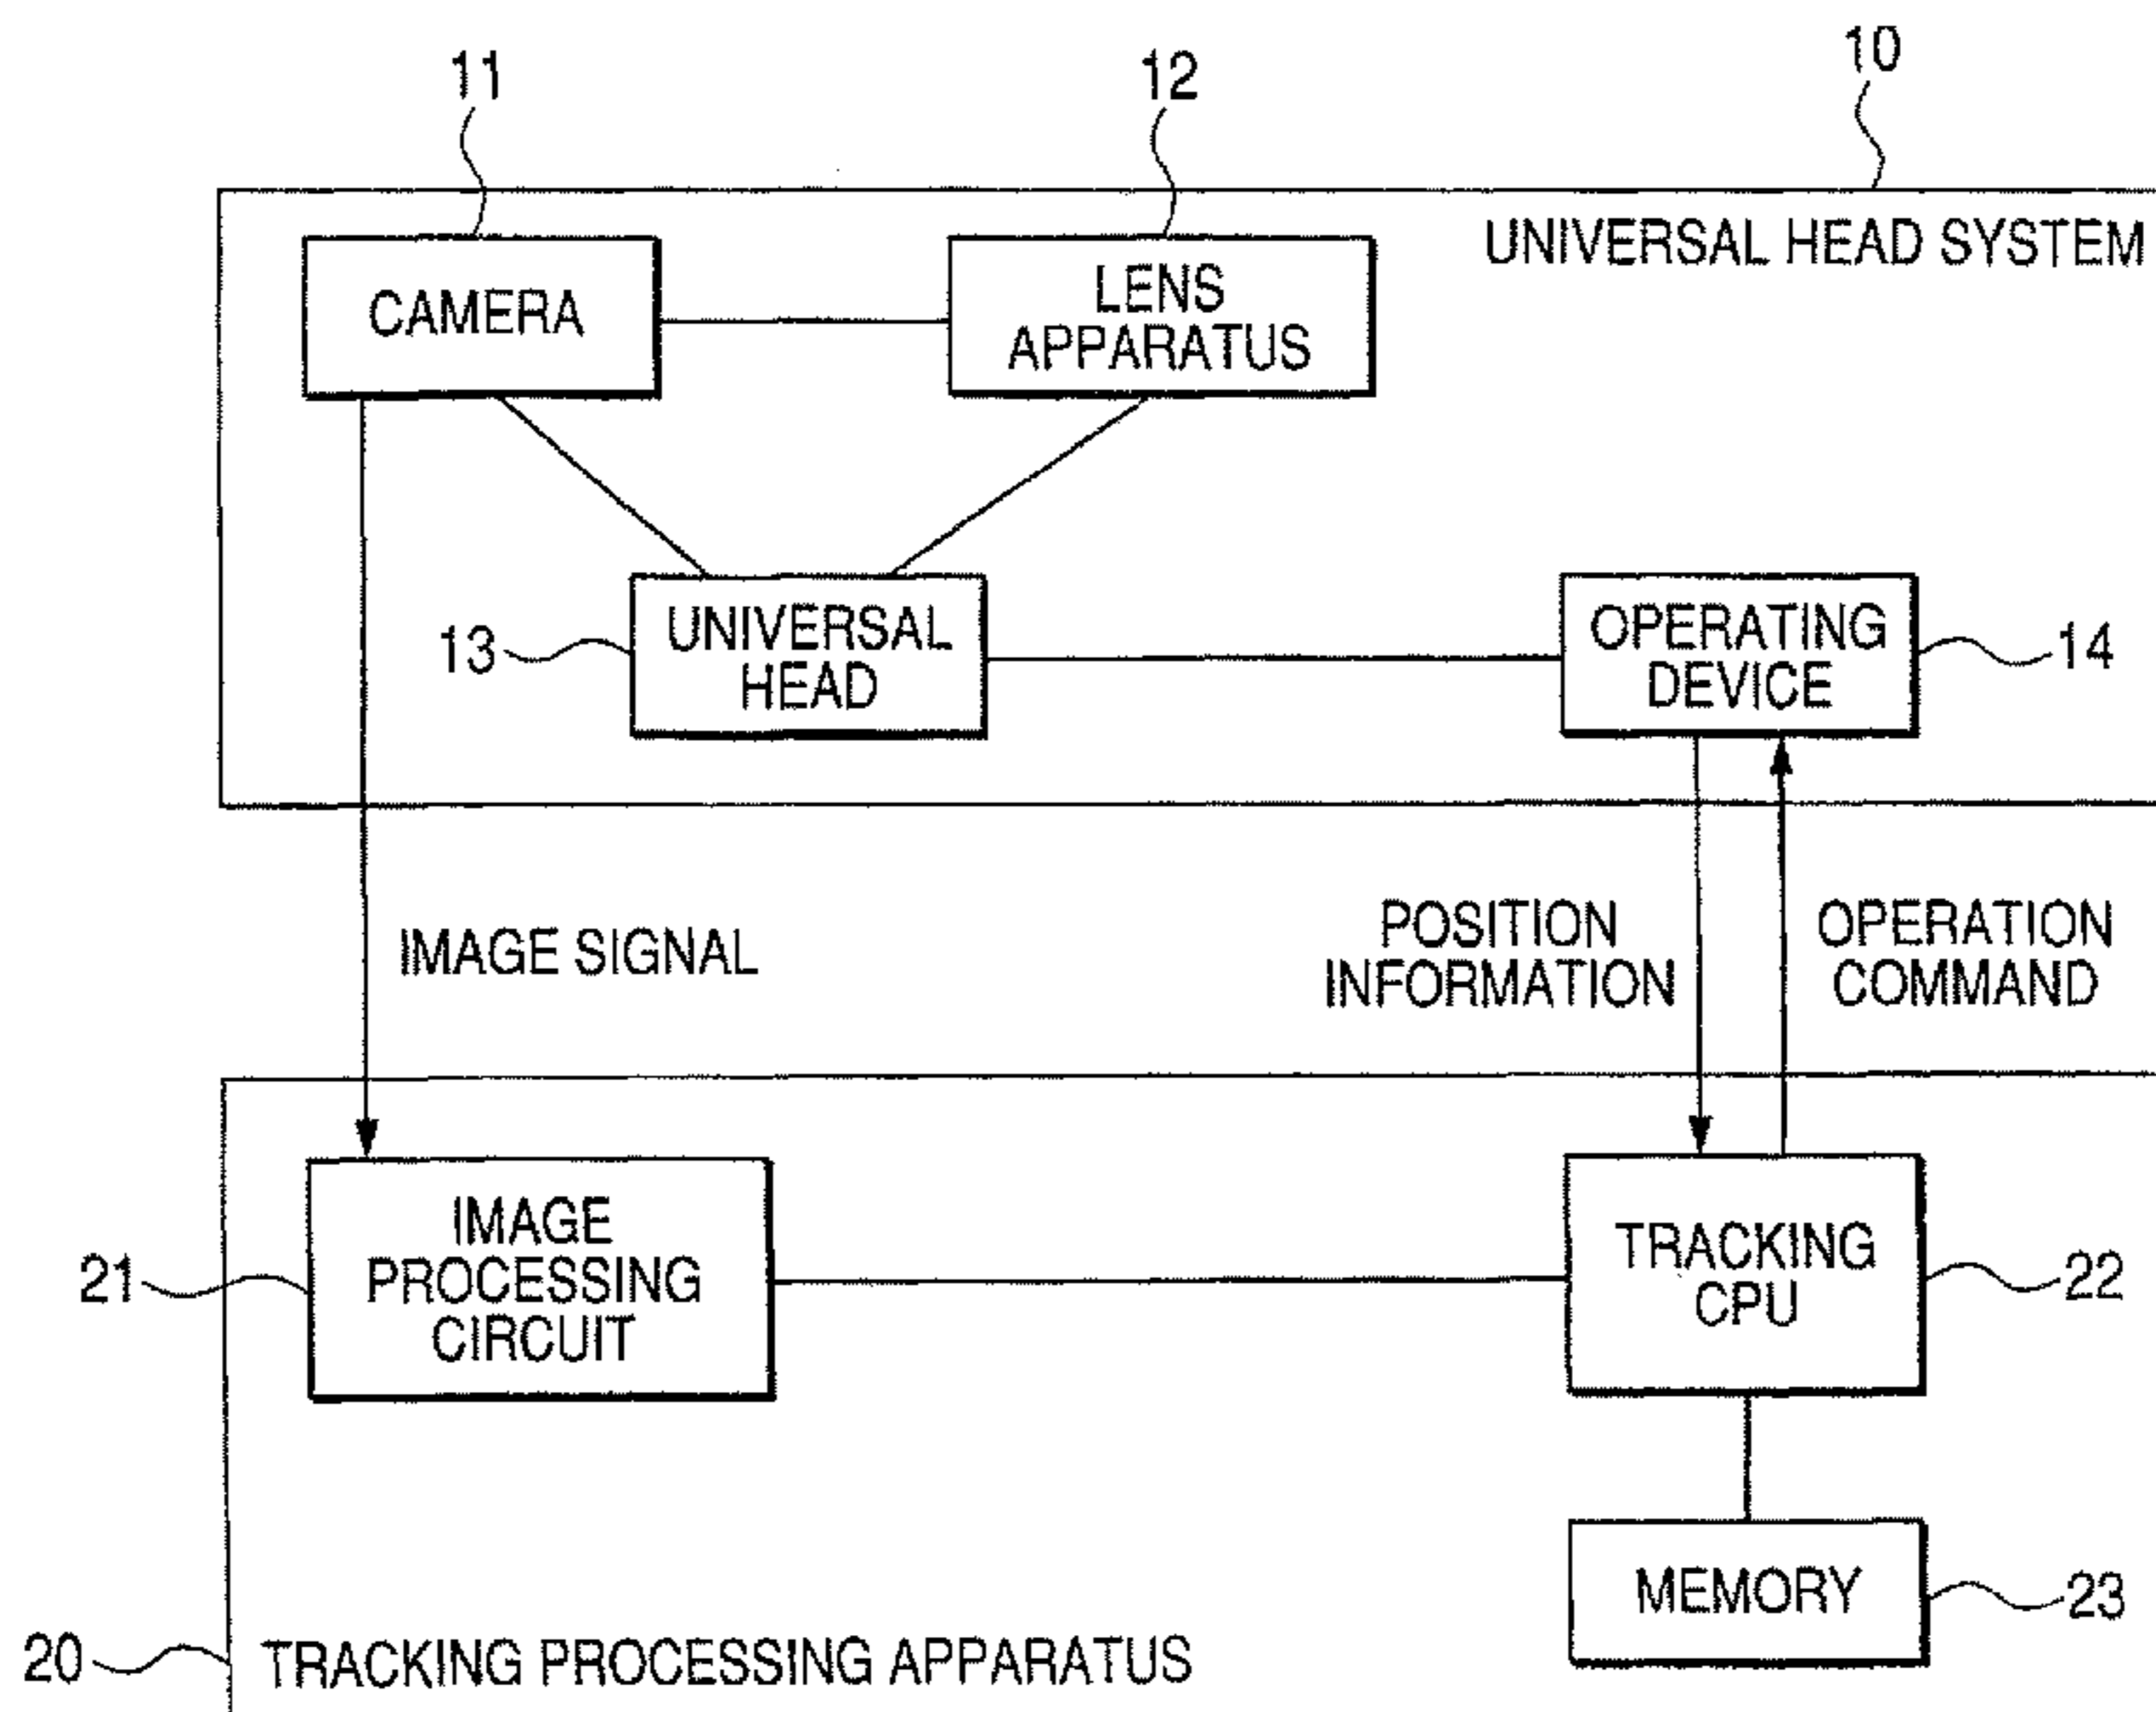 11
12
10
UNIVERSAL HEAD SYSTEM
CAMERA
LENS
APPARATUS
13
UNIVERSAL
HEAD
OPERATING
DEVICE
14
IMAGE SIGNAL
POSITION
INFORMATION
OPERATION
COMMAND
21
IMAGE
PROCESSING
CIRCUIT
TRACKING
CPU
22
MEMORY
23
20
TRACKING PROCESSING APPARATUS